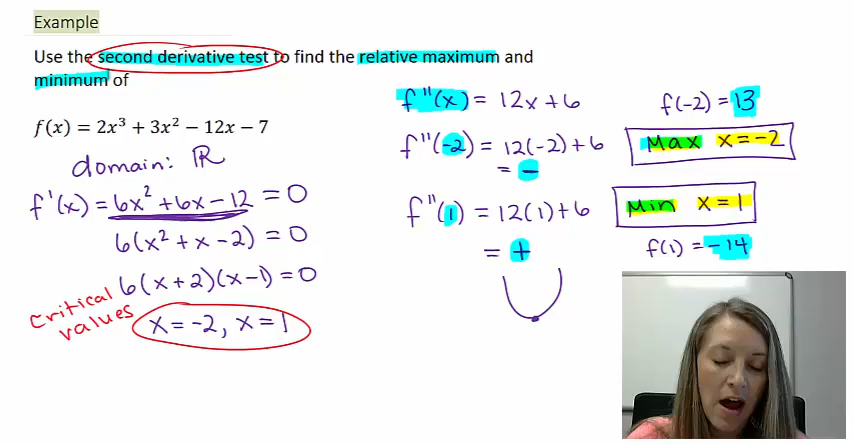 Example
Use the second derivative test to find the relative maximum and
minimum of
f(x) = 2x³ + 3x² − 12x − 7
domain: ℝ
f'(x) = 6x² + 6x − 12 = 0
6(x² + x − 2) = 0
6(x + 2)(x − 1) = 0
Critical values
x = −2, x = 1
f''(x) = 12x + 6
f''(−2) = 12(−2) + 6
= −
f''(1) = 12(1) + 6
= +
f(−2) = 13
Max x = −2
Min x = 1
f(1) = −14